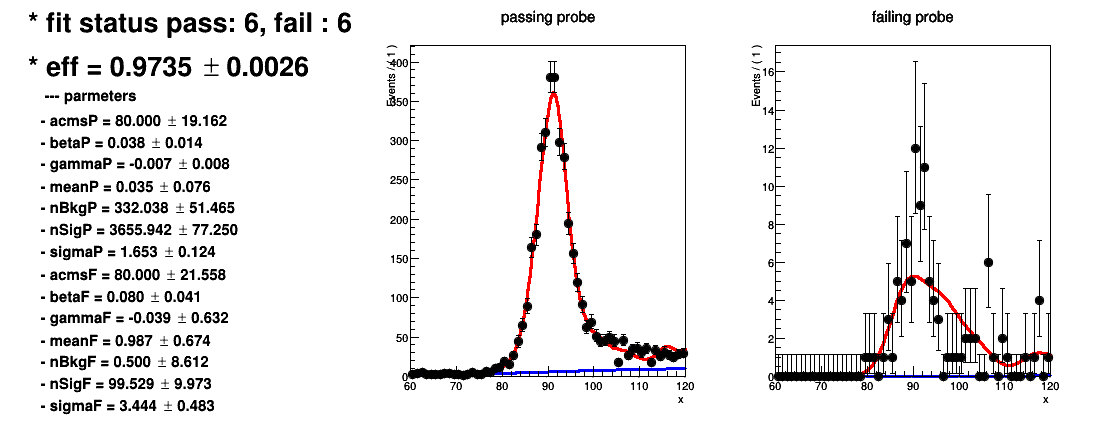 * fit status pass: 6, fail : 6
* eff = 0.9735 ± 0.0026
--- parmeters
- acmsP = 80.000 ± 19.162
- betaP = 0.038 ± 0.014
- gammaP = -0.007 ± 0.008
- meanP = 0.035 ± 0.076
- nBkgP = 332.038 ± 51.465
- nSigP = 3655.942 ± 77.250
- sigmaP = 1.653 ± 0.124
- acmsF = 80.000 ± 21.558
- betaF = 0.080 ± 0.041
- gammaF = -0.039 ± 0.632
- meanF = 0.987 ± 0.674
- nBkgF = 0.500 ± 8.612
- nSigF = 99.529 ± 9.973
- sigmaF = 3.444 ± 0.483
passing probe
Events / ( 1 )
400
350
300
250
200
150
100
50
0
60 70 80 90 100 110 120
x
failing probe
Events / ( 1 )
16
14
12
10
8
6
4
2
0
60 70 80 90 100 110 120
x